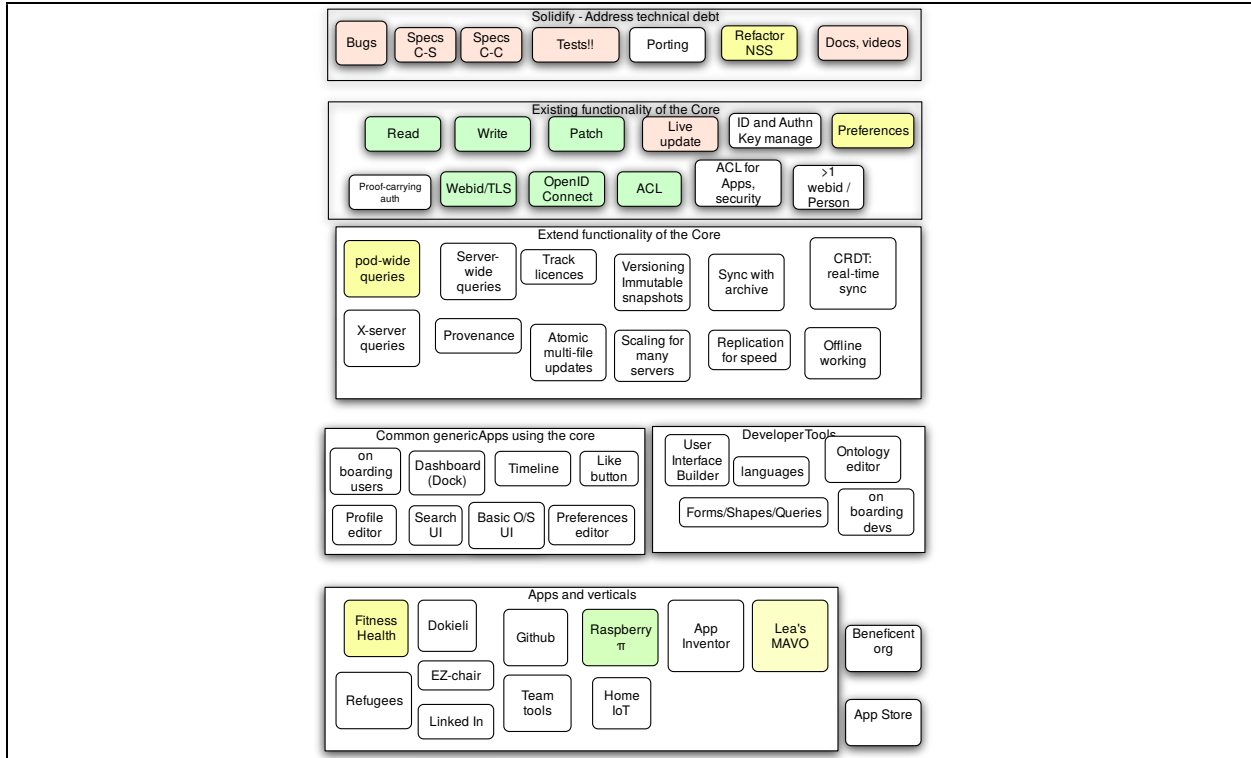 Solidify - Address technical debt
Bugs
Specs
C-S
Specs
C-C
Tests!!
Porting
Refactor
NSS
Docs, videos
Existing functionality of the Core
Read
Write
Patch
Live
update
ID and Authn
Key manage
Preferences
Proof-carrying
auth
Webid/TLS
OpenID
Connect
ACL
ACL for
Apps,
security
>1
webid /
Person
Extend functionality of the Core
pod-wide
queries
Server-
wide
queries
Track
licences
Versioning
Immutable
snapshots
Sync with
archive
CRDT:
real-time
sync
X-server
queries
Provenance
Atomic
multi-file
updates
Scaling for
many
servers
Replication
for speed
Offline
working
Common genericApps using the core
on
boarding
users
Dashboard
(Dock)
Timeline
Like
button
Profile
editor
Search
UI
Basic O/S
UI
Preferences
editor
DeveloperTools
User
Interface
Builder
languages
Ontology
editor
Forms/Shapes/Queries
on
boarding
devs
Apps and verticals
Fitness
Health
Dokieli
Github
Raspberry
π
App
Inventor
Lea's
MAVO
Beneficent
org
Refugees
EZ-chair
Linked In
Team
tools
Home
IoT
App Store